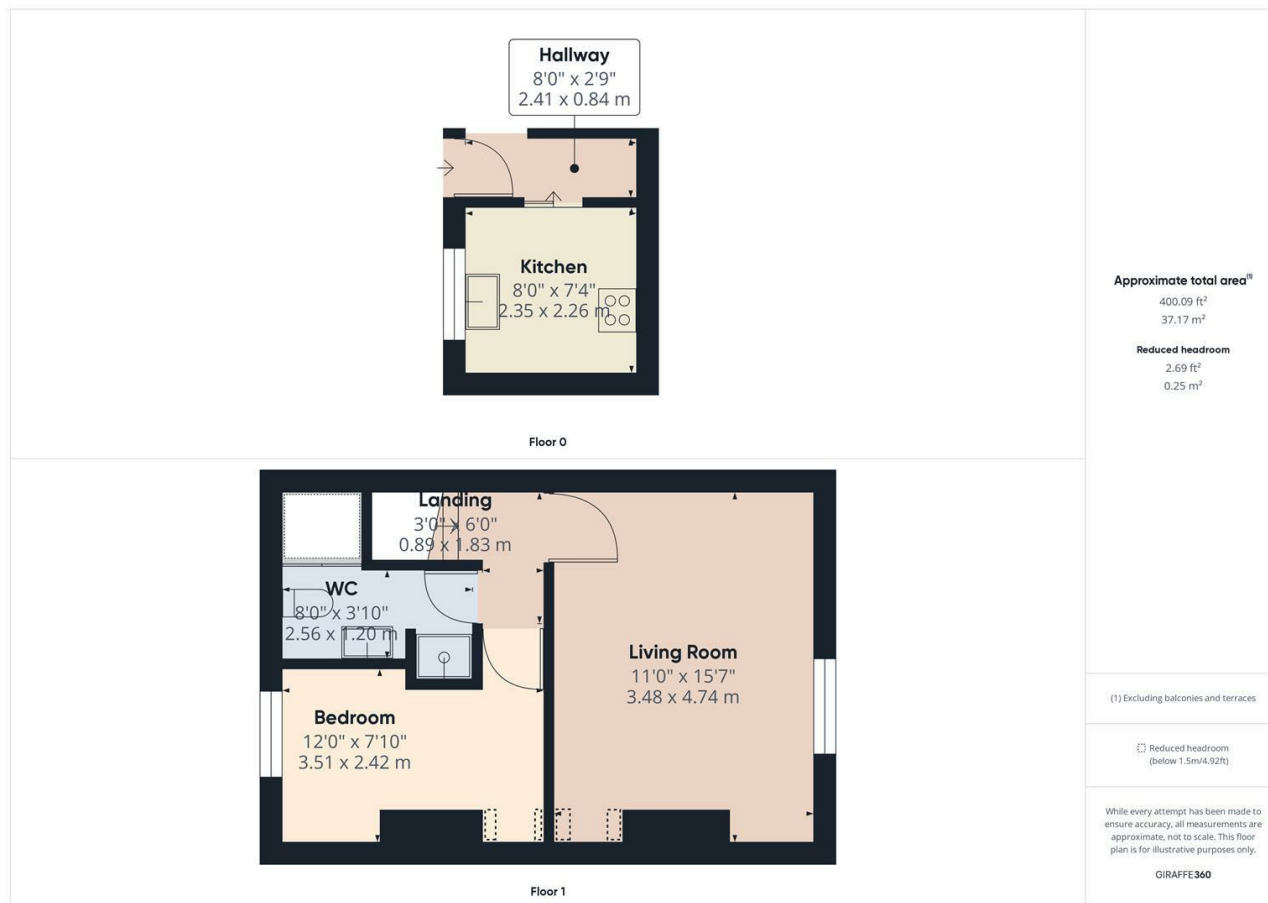 Hallway
8'0" x 2'9"
2.41 x 0.84 m
Kitchen
8'0" x 7'4"
2.35 x 2.26 m
Floor 0
Landing
3'0" x 6'0"
0.89 x 1.83 m
WC
8'0" x 3'10"
2.56 x 1.20 m
Living Room
11'0" x 15'7"
3.48 x 4.74 m
Bedroom
12'0" x 7'10"
3.51 x 2.42 m
Floor 1
Approximate total area(1)
400.09 ft²
37.17 m²
Reduced headroom
2.69 ft²
0.25 m²
(1) Excluding balconies and terraces
Reduced headroom
(below 1.5m/4.92ft)
While every attempt has been made to
ensure accuracy, all measurements are
approximate, not to scale. This floor
plan is for illustrative purposes only.
GIRAFFE360